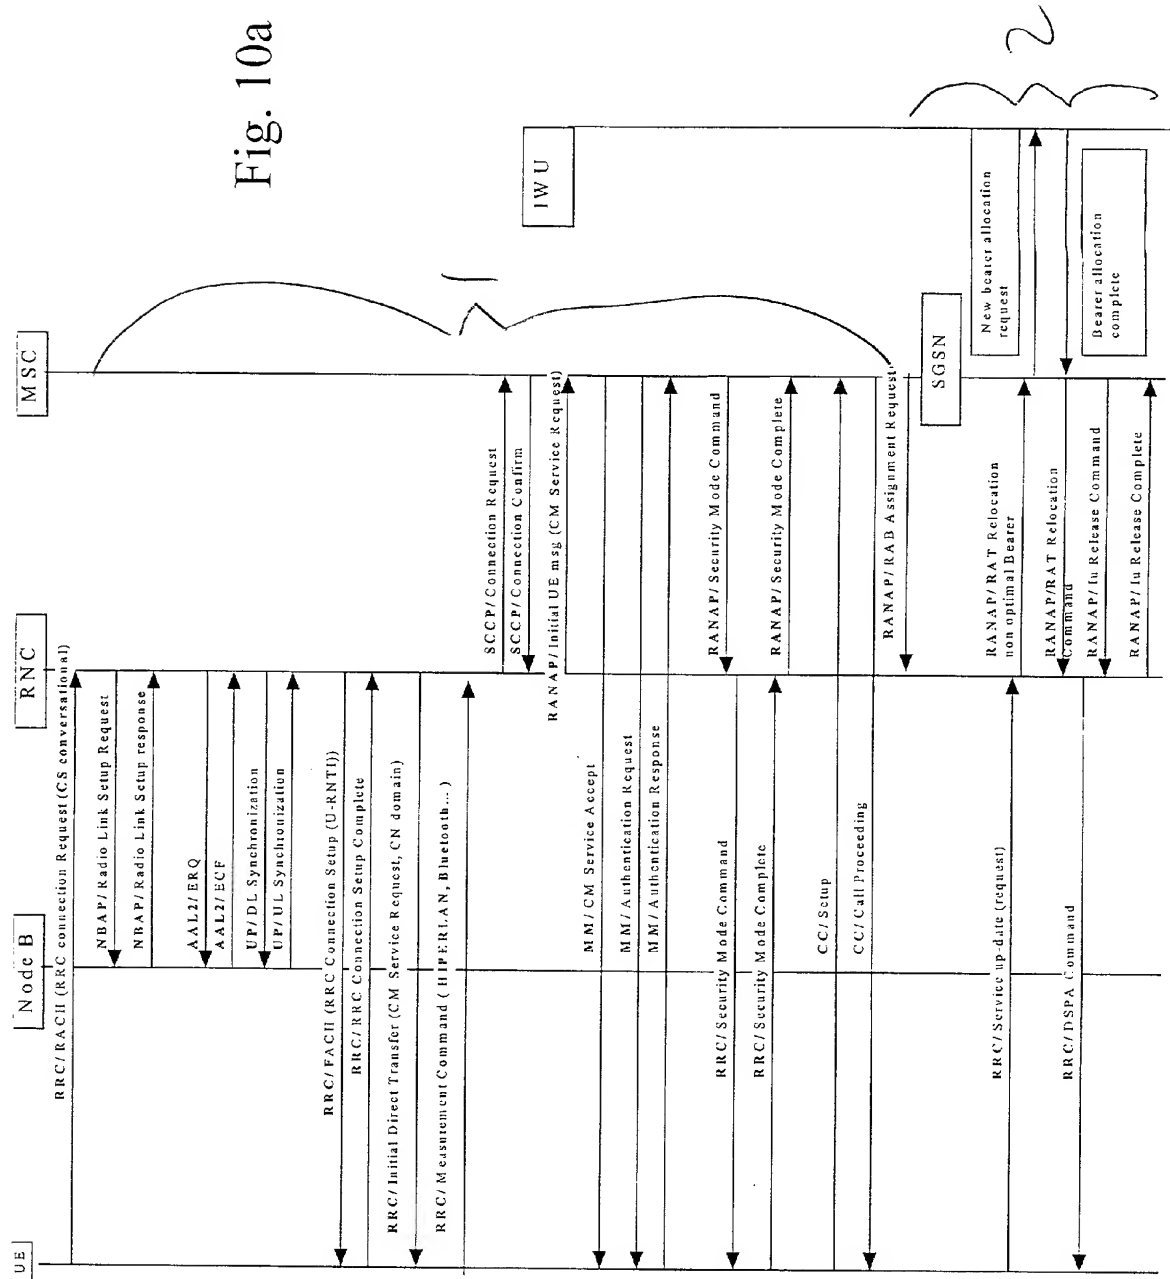 Fig. 10a
UE
Node B
RNC
MSC
IWU
SGSN
1
2
RRC/RACH (RRC connection Request (CS conversational)
NBAP/Radio Link Setup Request
NBAP/Radio Link Setup response
AAL2/ERQ
AAL2/ECF
UP/DL Synchronization
UP/UL Synchronization
RRC/FACH (RRC Connection Setup (U-RNTI))
RRC/RRC Connection Setup Complete
RRC/Initial Direct Transfer (CM Service Request, CN domain)
RRC/Measurement Command (HIPERLAN, Bluetooth...)
SCCP/Connection Request
SCCP/Connection Confirm
RANAP/Initial UE msg (CM Service Request)
MM/CM Service Accept
MM/Authentication Request
MM/Authentication Response
RANAP/Security Mode Command
RRC/Security Mode Command
RRC/Security Mode Complete
RANAP/Security Mode Complete
CC/Setup
CC/Call Proceeding
RANAP/RAB Assignment Request
RRC/Service up-date (request)
RANAP/RAT Relocation
non optimal Bearer
New bearer allocation
request
RANAP/RAT Relocation
Command
RRC/DSPA Command
RANAP/Iu Release Command
RANAP/Iu Release Complete
Bearer allocation
complete